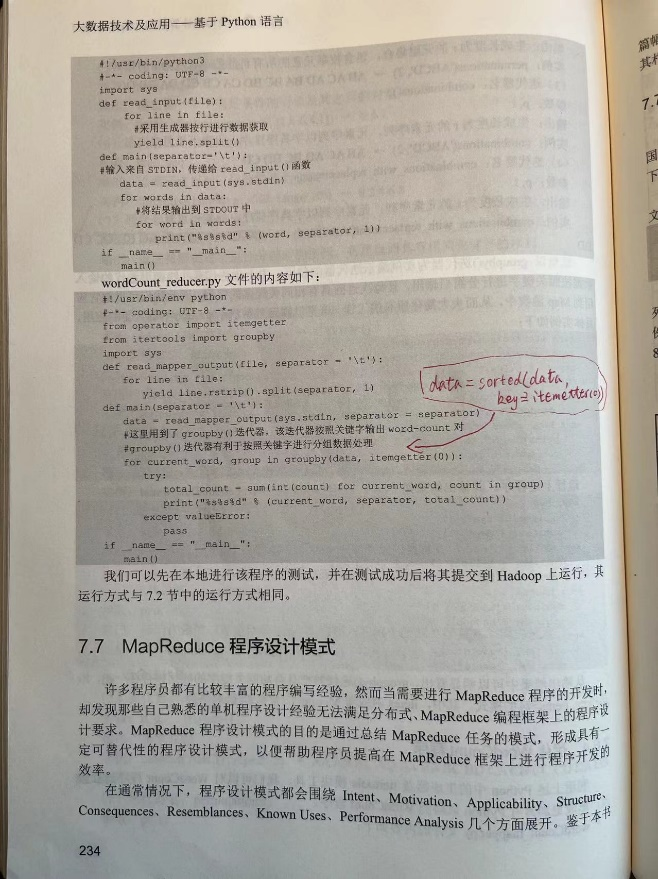 大数据技术及应用——基于 Python 语言
#!/usr/bin/python3
#-*- coding: UTF-8 -*-
import sys
def read_input(file):
for line in file:
#采用生成器按行进行数据获取
yield line.split()
def main(separator='\t'):
#输入来自 STDIN，传递给 read_input()函数
data = read_input(sys.stdin)
for words in data:
#将结果输出到 STDOUT 中
for word in words:
print("%s%s%d" % (word, separator, 1))
if __name__ == "__main__":
main()
wordCount_reducer.py 文件的内容如下：
#!/usr/bin/env python
#-*- coding: UTF-8 -*-
from operator import itemgetter
from itertools import groupby
import sys
def read_mapper_output(file, separator = '\t'):
for line in file:
yield line.rstrip().split(separator, 1)
def main(separator = '\t'):
data = read_mapper_output(sys.stdin, separator = separator)
data = sorted(data,
key = itemetter(0))
#这里用到了 groupby()迭代器，该迭代器按照关键字输出 word-count 对
#groupby()迭代器有利于按照关键字进行分组数据处理
for current_word, group in groupby(data, itemgetter(0)):
try:
total_count = sum(int(count) for current_word, count in group)
print("%s%s%d" % (current_word, separator, total_count))
except valueError:
pass
if __name__ == "__main__":
main()
我们可以先在本地进行该程序的测试，并在测试成功后将其提交到 Hadoop 上运行，其
运行方式与 7.2 节中的运行方式相同。
7.7 MapReduce 程序设计模式
许多程序员都有比较丰富的程序编写经验，然而当需要进行 MapReduce 程序的开发时，
却发现那些自己熟悉的单机程序设计经验无法满足分布式、MapReduce 编程框架上的程序设
计要求。MapReduce 程序设计模式的目的是通过总结 MapReduce 任务的模式，形成具有一
定可替代性的程序设计模式，以便帮助程序员提高在 MapReduce 框架上进行程序开发的
效率。
在通常情况下，程序设计模式都会围绕 Intent、Motivation、Applicability、Structure、
Consequences、Resemblances、Known Uses、Performance Analysis 几个方面展开。鉴于本书
234